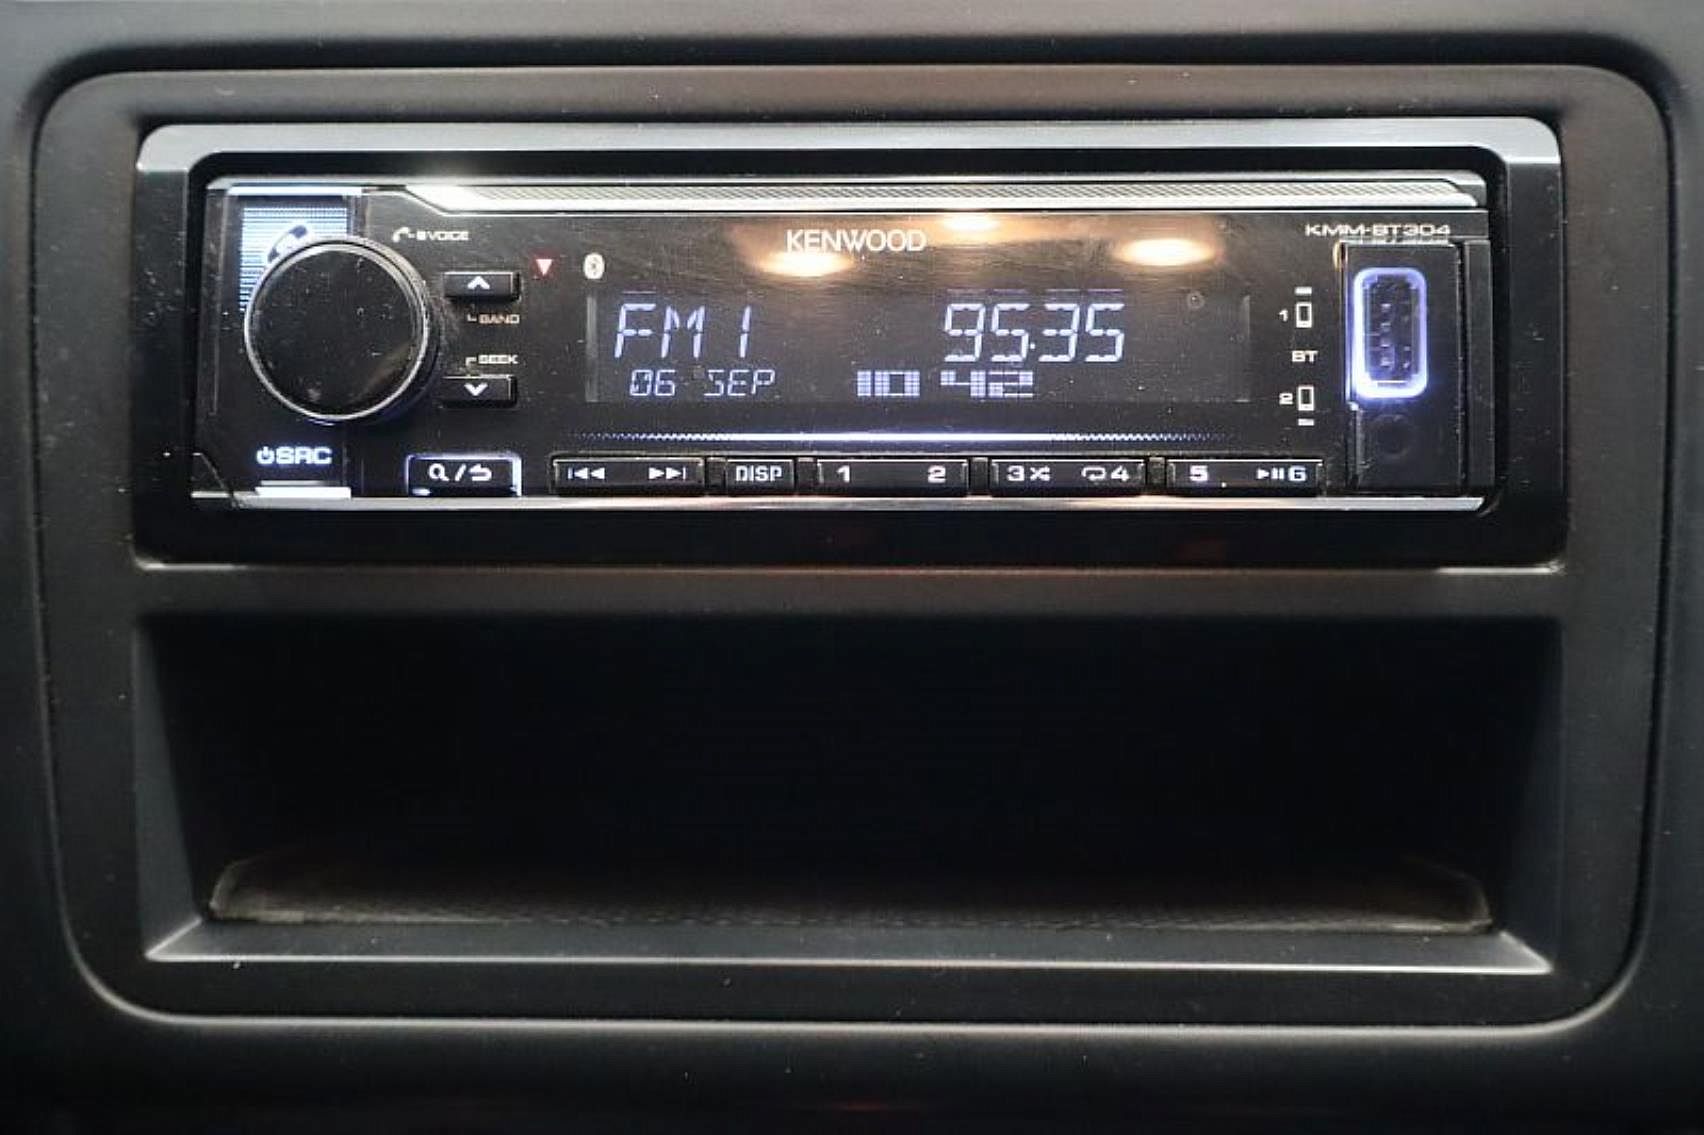 VOICE
KENWOOD
KMM-BT304
BAND
FM1 95.35
SEEK
06 SEP 10 42
1
BT
2
SRC
DISP 1 2 3 4 5 6